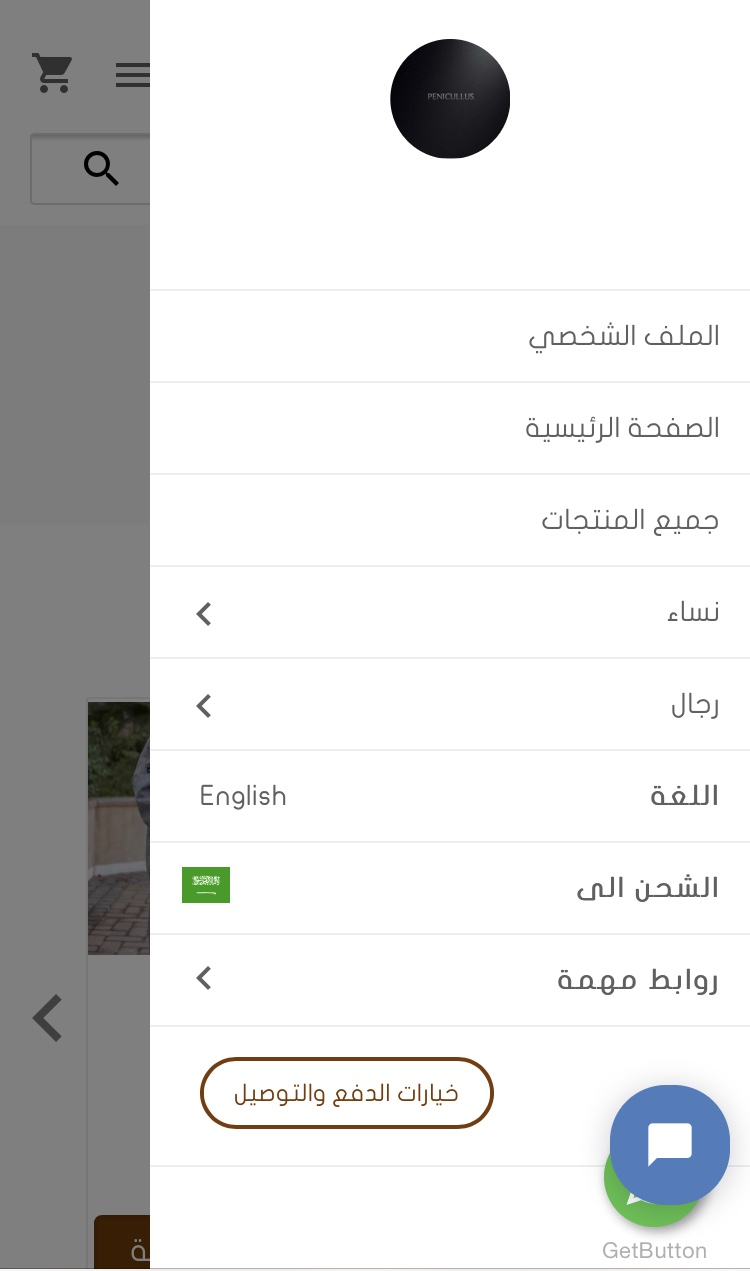 PENICULLUS
الملف الشخصي
الصفحة الرئيسية
جميع المنتجات
نساء
رجال
اللغة English
الشحن الى
روابط مهمة
خيارات الدفع والتوصيل
GetButton